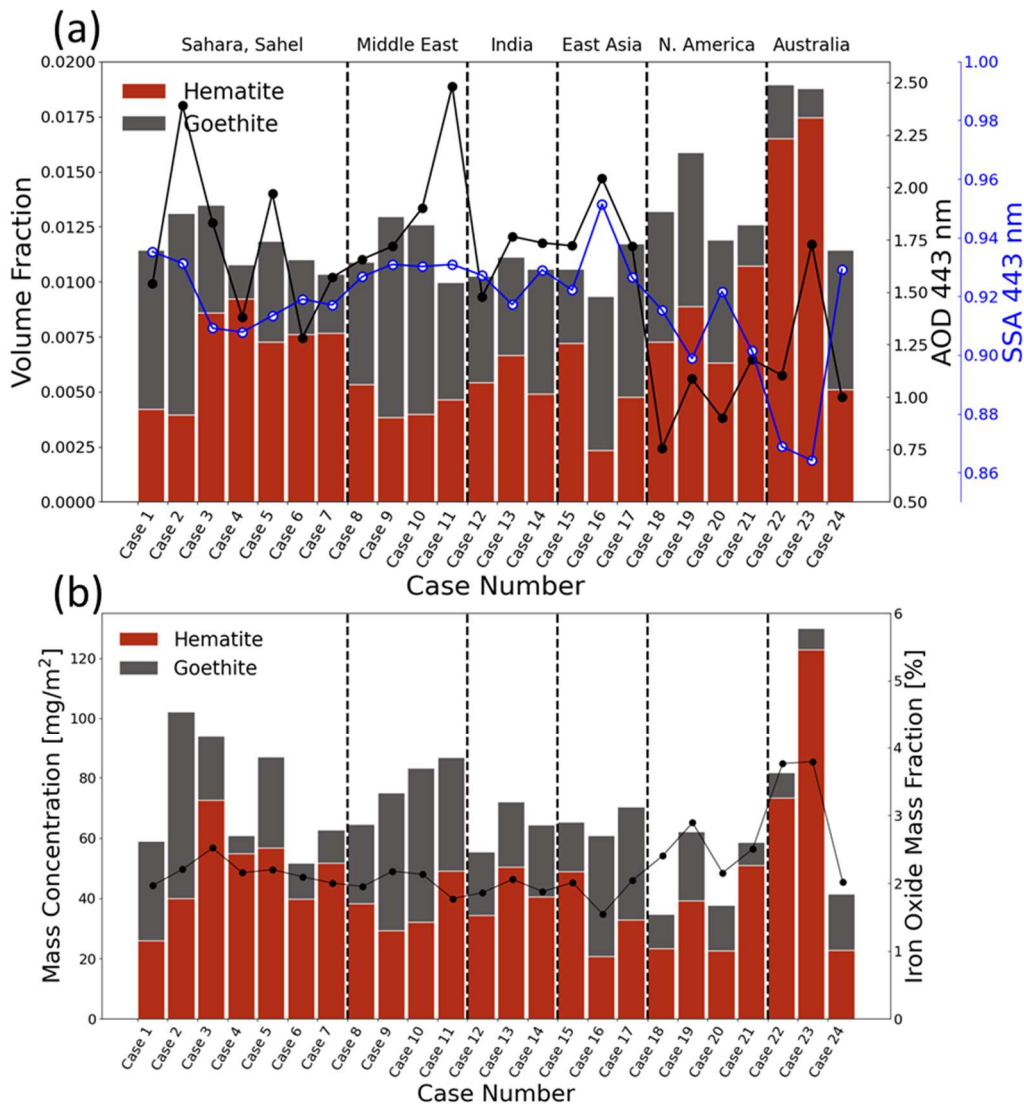 (a)
Sahara, Sahel Middle East India East Asia N. America Australia
Hematite
Goethite
Volume Fraction
0.0200
0.0175
0.0150
0.0125
0.0100
0.0075
0.0050
0.0025
0.0000
2.50
2.25
2.00
1.75
1.50
1.25
1.00
0.75
0.50
AOD 443 nm
1.00
0.98
0.96
0.94
0.92
0.90
0.88
0.86
SSA 443 nm
Case 1
Case 2
Case 3
Case 4
Case 5
Case 6
Case 7
Case 8
Case 9
Case 10
Case 11
Case 12
Case 13
Case 14
Case 15
Case 16
Case 17
Case 18
Case 19
Case 20
Case 21
Case 22
Case 23
Case 24
Case Number
(b)
Hematite
Goethite
Mass Concentration [mg/m²]
120
100
80
60
40
20
0
6
5
4
3
2
1
0
Iron Oxide Mass Fraction [%]
Case 1
Case 2
Case 3
Case 4
Case 5
Case 6
Case 7
Case 8
Case 9
Case 10
Case 11
Case 12
Case 13
Case 14
Case 15
Case 16
Case 17
Case 18
Case 19
Case 20
Case 21
Case 22
Case 23
Case 24
Case Number